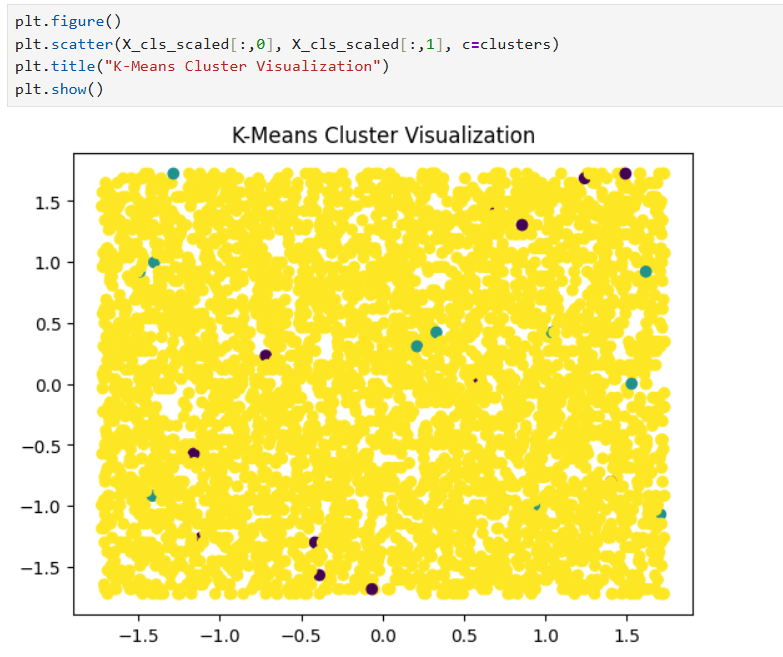 plt.figure()
plt.scatter(X_cls_scaled[:,0], X_cls_scaled[:,1], c=clusters)
plt.title("K-Means Cluster Visualization")
plt.show()
K-Means Cluster Visualization
1.5
1.0
0.5
0.0
−0.5
−1.0
−1.5
−1.5 −1.0 −0.5 0.0 0.5 1.0 1.5